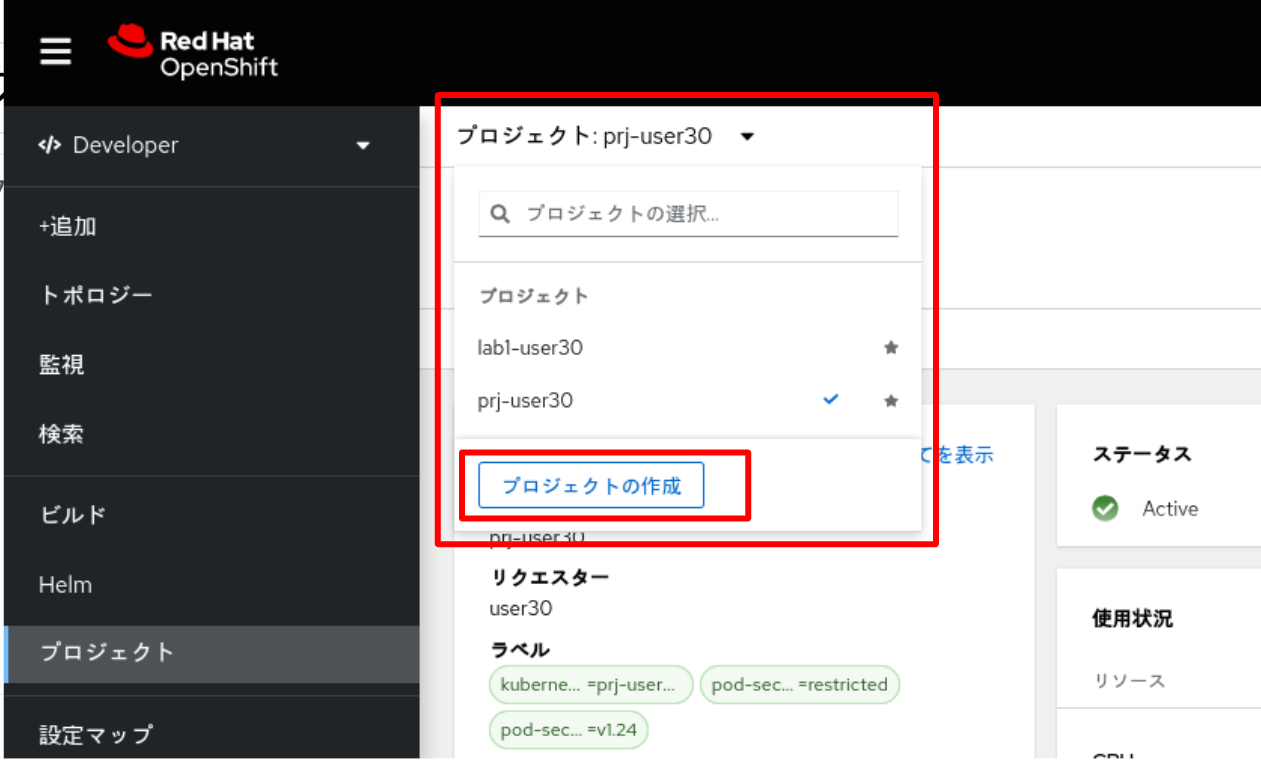 Red Hat
OpenShift
Developer
+追加
トポロジー
監視
検索
ビルド
Helm
プロジェクト
設定マップ
プロジェクト: prj-user30
プロジェクトの選択...
プロジェクト
lab1-user30
prj-user30
プロジェクトの作成
てを表示
prj-user30
リクエスター
user30
ラベル
kuberne... =prj-user...
pod-sec... =restricted
pod-sec... =v1.24
ステータス
Active
使用状況
リソース
CPU